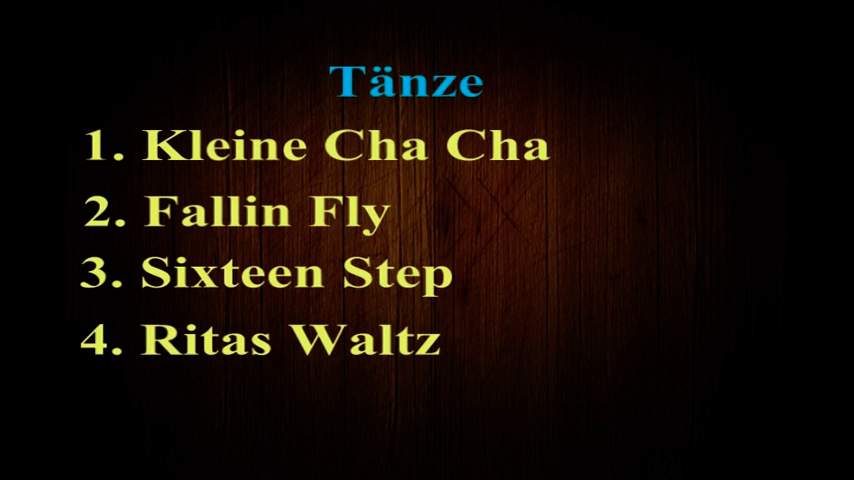 Tänze
1. Kleine Cha Cha
2. Fallin Fly
3. Sixteen Step
4. Ritas Waltz